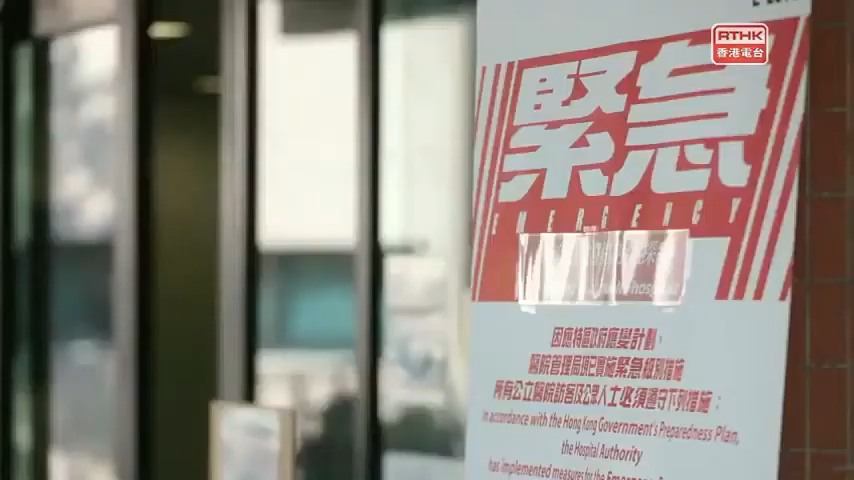 RTHK
香港電台
緊急
EMERGENCY
因應特區政府應變計劃,
醫院管理局現已實施緊急級別措施
所有公立醫院訪客及公眾人士必須遵守下列措施：
In accordance with the Hong Kong Government's Preparedness Plan,
the Hospital Authority
has implemented measures for the Emergency